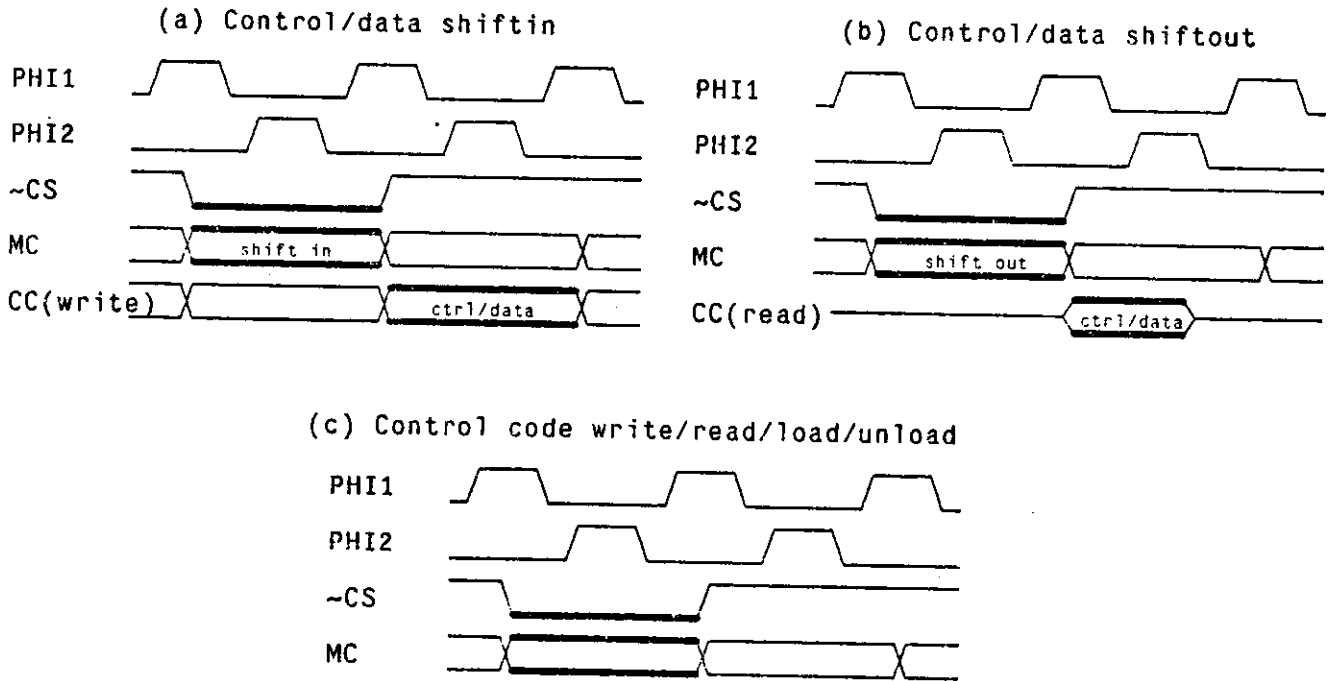 (a) Control/data shiftin
PHI1
PHI2
~CS
MC
shift in
CC(write)
ctrl/data
(b) Control/data shiftout
PHI1
PHI2
~CS
MC
shift out
CC(read)
ctrl/data
(c) Control code write/read/load/unload
PHI1
PHI2
~CS
MC